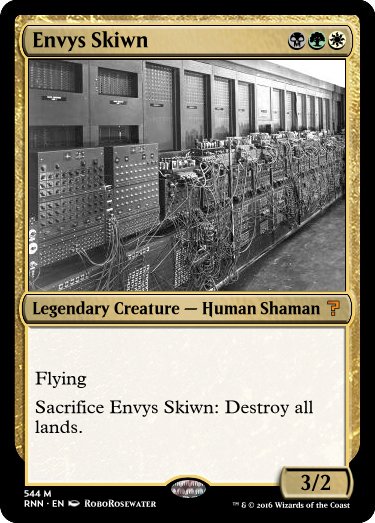 Envys Skiwn
Legendary Creature — Human Shaman
Flying
Sacrifice Envys Skiwn: Destroy all
lands.
3/2
544 M
RNN • EN RoboRosewater
™ & © 2016 Wizards of the Coast